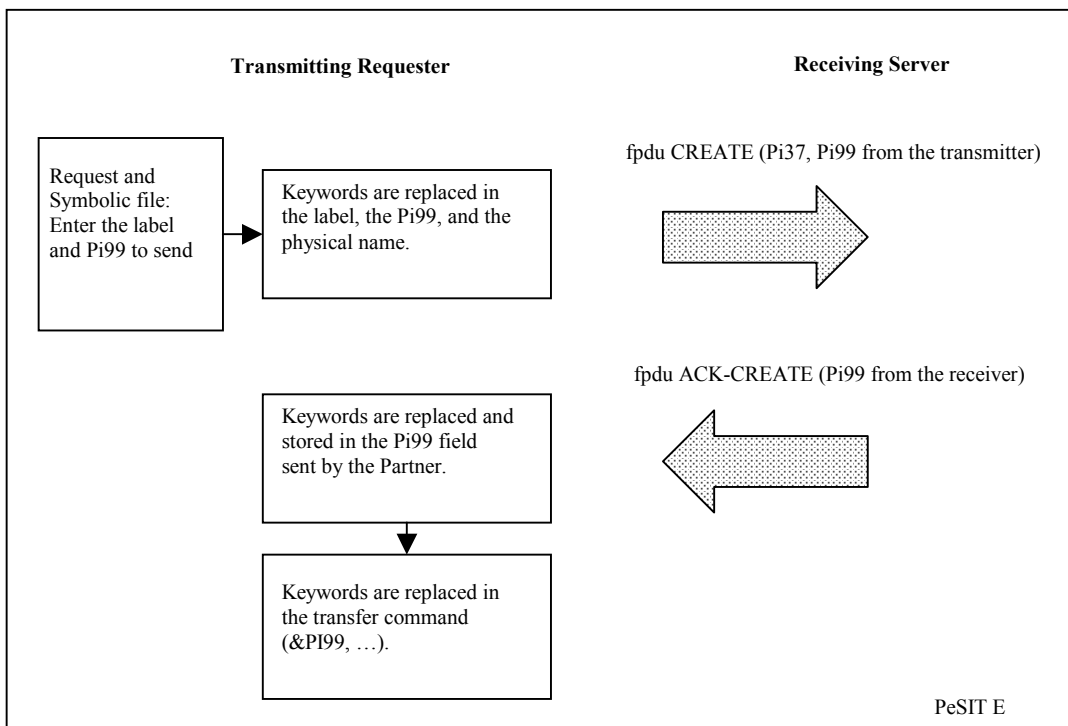 Transmitting Requester
Receiving Server
fpdu CREATE (Pi37, Pi99 from the transmitter)
Request and
Symbolic file:
Enter the label
and Pi99 to send
Keywords are replaced in
the label, the Pi99, and the
physical name.
fpdu ACK-CREATE (Pi99 from the receiver)
Keywords are replaced and
stored in the Pi99 field
sent by the Partner.
Keywords are replaced in
the transfer command
(&PI99, …).
PeSIT E